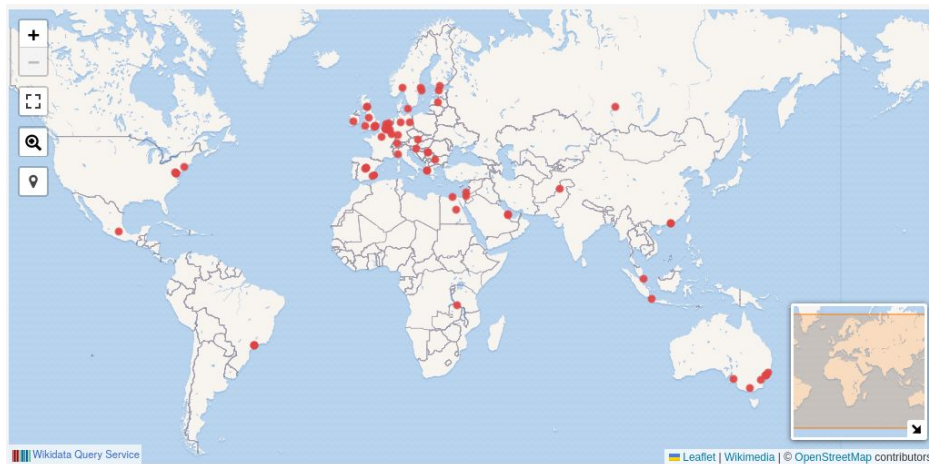 +
−
Wikidata Query Service
Leaflet | Wikimedia | © OpenStreetMap contributors